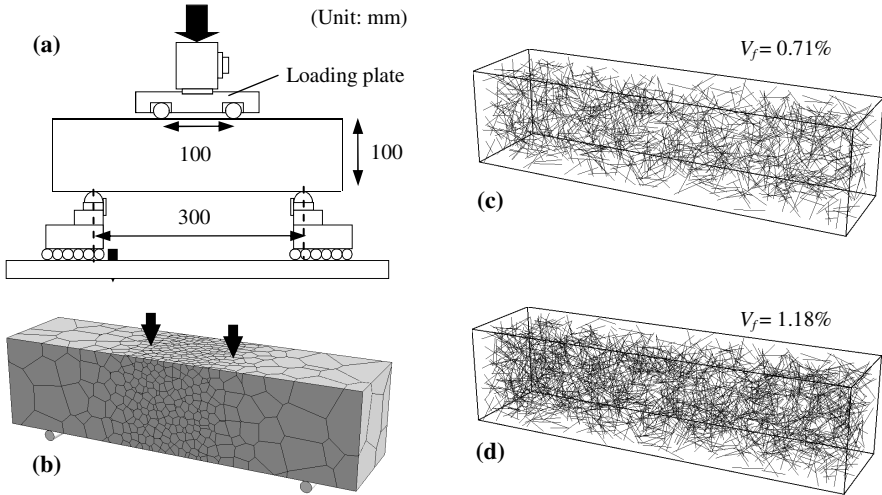 (a)
(Unit: mm)
Loading plate
100
100
300
(b)
V_f = 0.71%
(c)
V_f = 1.18%
(d)